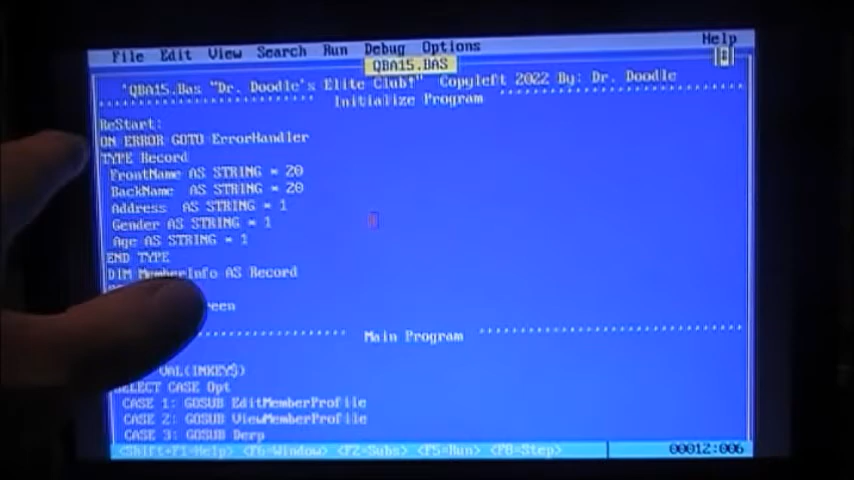 File Edit View Search Run Debug Options Help
QBA15.BAS
'QBA15.Bas "Dr. Doodle's Elite Club!" Copyleft 2022 By: Dr. Doodle
Initialize Program
ReStart:
ON ERROR GOTO ErrorHandler
TYPE Record
FrontName AS STRING * 20
BackName AS STRING * 20
Address AS STRING * 1
Gender AS STRING * 1
Age AS STRING * 1
END TYPE
DIM MemberInfo AS Record
Main Program
VAL(INKEY$)
SELECT CASE Opt
CASE 1: GOSUB EditMemberProfile
CASE 2: GOSUB ViewMemberProfile
CASE 3: GOSUB Derp
<Shift+F1=Help> <F6=Window> <F2=Subs> <F5=Run> <F8=Step> 00012:006